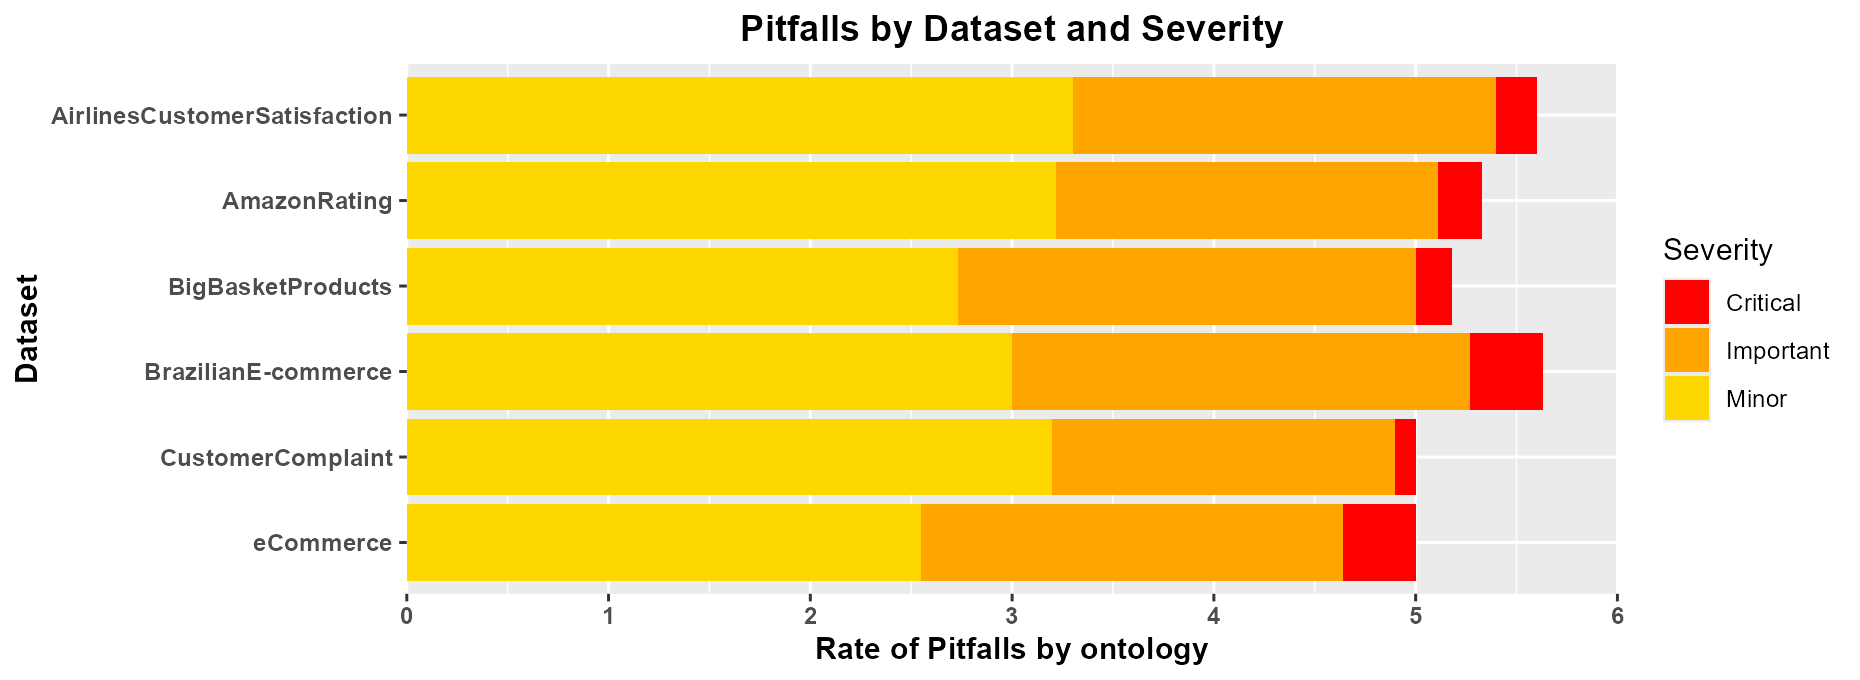 Pitfalls by Dataset and Severity
Dataset
AirlinesCustomerSatisfaction
AmazonRating
BigBasketProducts
BrazilianE-commerce
CustomerComplaint
eCommerce
0 1 2 3 4 5 6
Rate of Pitfalls by ontology
Severity
Critical
Important
Minor